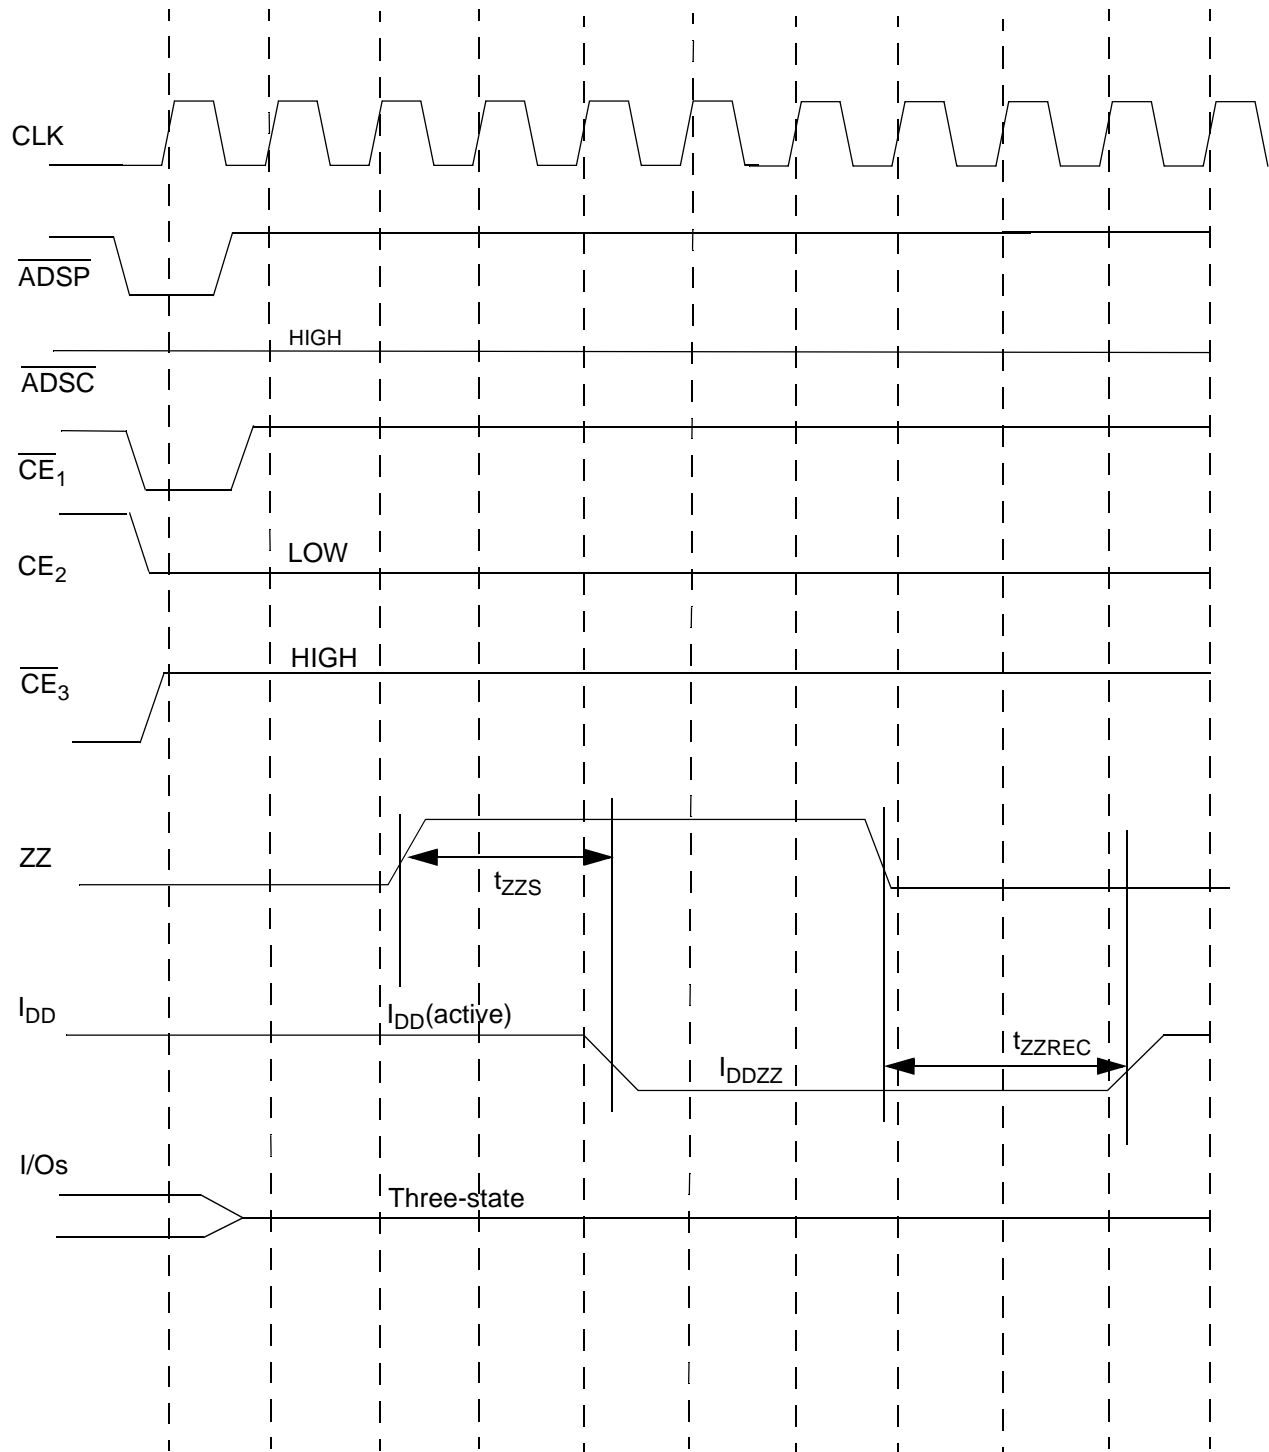 CLK
ADSP
HIGH
ADSC
CE1
LOW
CE2
HIGH
CE3
ZZ
tZZS
IDD
IDD(active)
tZZREC
IDDZZ
I/Os
Three-state